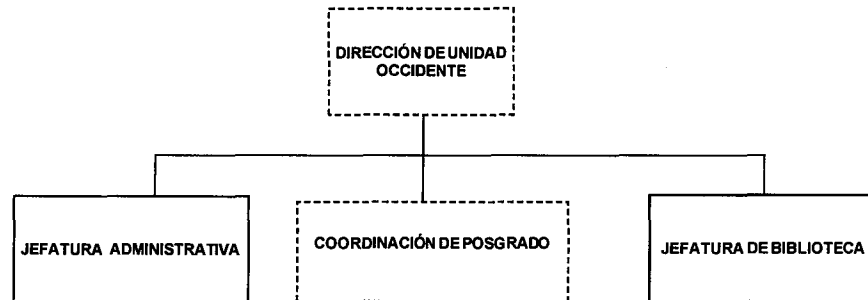 DIRECCIÓN DE UNIDAD
OCCIDENTE
JEFATURA ADMINISTRATIVA
COORDINACIÓN DE POSGRADO
JEFATURA DE BIBLIOTECA